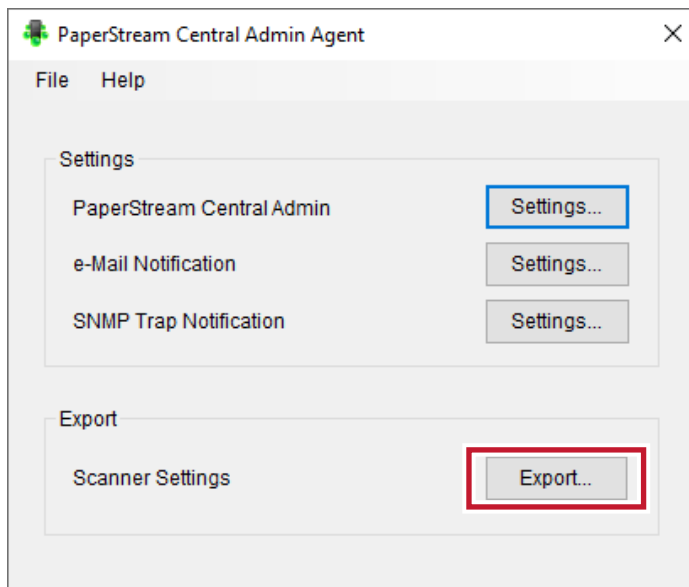 PaperStream Central Admin Agent
File Help
Settings
PaperStream Central Admin Settings...
e-Mail Notification Settings...
SNMP Trap Notification Settings...
Export
Scanner Settings Export...